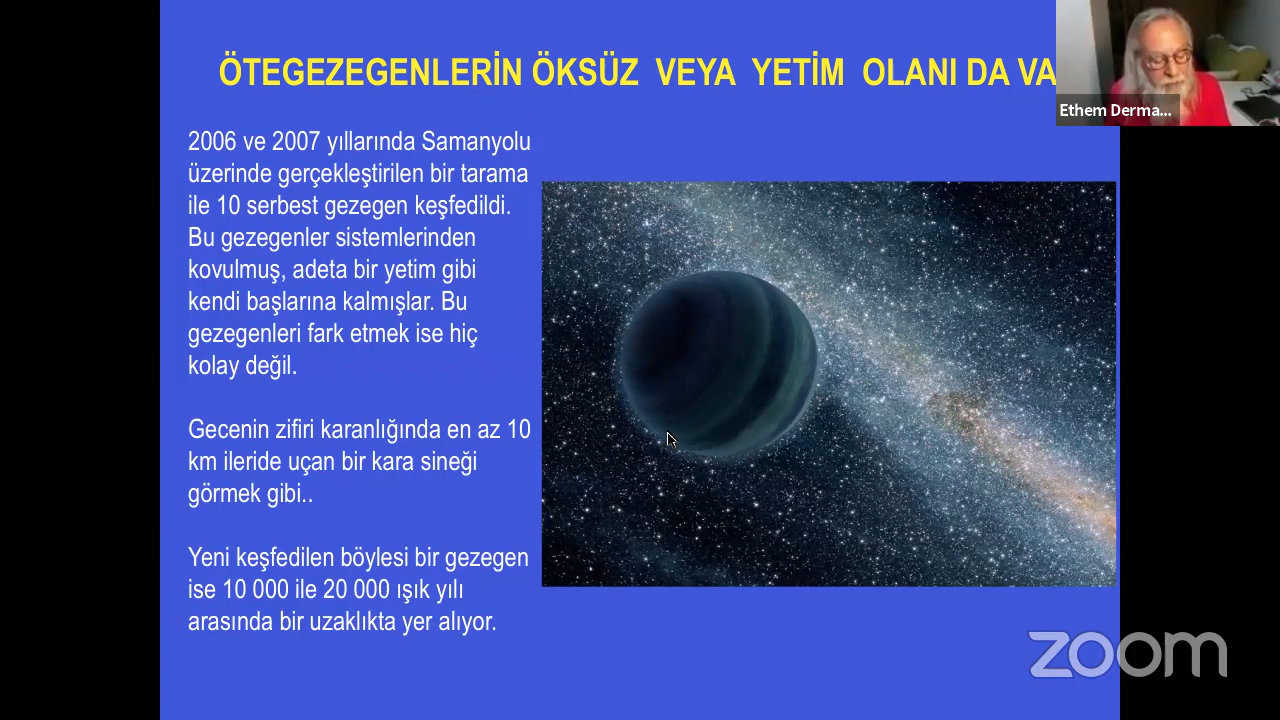 ÖTEGEZEGENLERİN ÖKSÜZ VEYA YETİM OLANI DA VA
Ethem Derma...
2006 ve 2007 yıllarında Samanyolu
üzerinde gerçekleştirilen bir tarama
ile 10 serbest gezegen keşfedildi.
Bu gezegenler sistemlerinden
kovulmuş, adeta bir yetim gibi
kendi başlarına kalmışlar. Bu
gezegenleri fark etmek ise hiç
kolay değil.
Gecenin zifiri karanlığında en az 10
km ileride uçan bir kara sineği
görmek gibi..
Yeni keşfedilen böylesi bir gezegen
ise 10 000 ile 20 000 ışık yılı
arasında bir uzaklıkta yer alıyor.
zoom